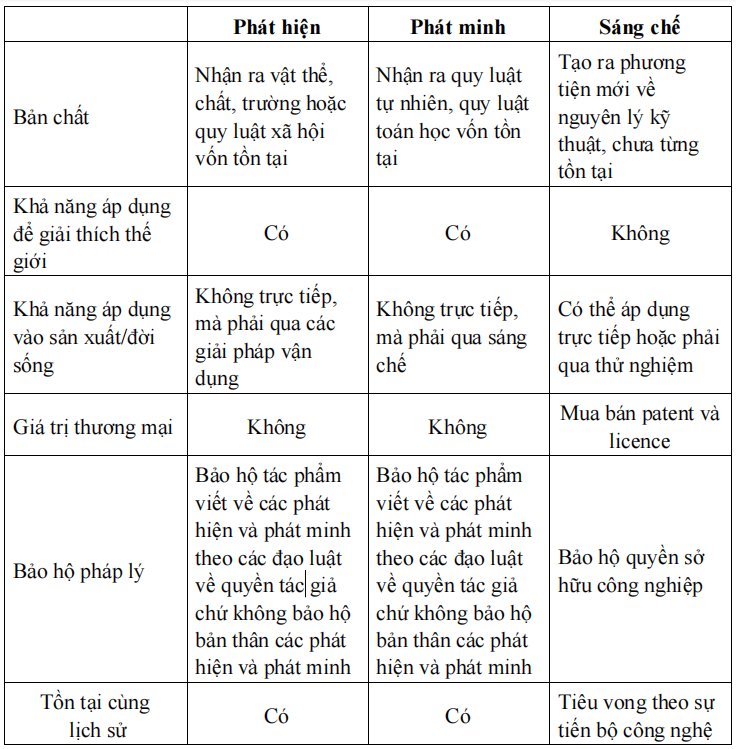 Phát hiện
Phát minh
Sáng chế
Bản chất
Nhận ra vật thể,
chất, trường hoặc
quy luật xã hội
vốn tồn tại
Nhận ra quy luật
tự nhiên, quy luật
toán học vốn tồn
tại
Tạo ra phương
tiện mới về
nguyên lý kỹ
thuật, chưa từng
tồn tại
Khả năng áp dụng
để giải thích thế
giới
Có
Có
Không
Khả năng áp dụng
vào sản xuất/đời
sống
Không trực tiếp,
mà phải qua các
giải pháp vận
dụng
Không trực tiếp,
mà phải qua sáng
chế
Có thể áp dụng
trực tiếp hoặc phải
qua thử nghiệm
Giá trị thương mại
Không
Không
Mua bán patent và
licence
Bảo hộ pháp lý
Bảo hộ tác phẩm
viết về các phát
hiện và phát minh
theo các đạo luật
về quyền tác giả
chứ không bảo hộ
bản thân các phát
hiện và phát minh
Bảo hộ tác phẩm
viết về các phát
hiện và phát minh
theo các đạo luật
về quyền tác giả
chứ không bảo hộ
bản thân các phát
hiện và phát minh
Bảo hộ quyền sở
hữu công nghiệp
Tồn tại cùng
lịch sử
Có
Có
Tiêu vong theo sự
tiến bộ công nghệ